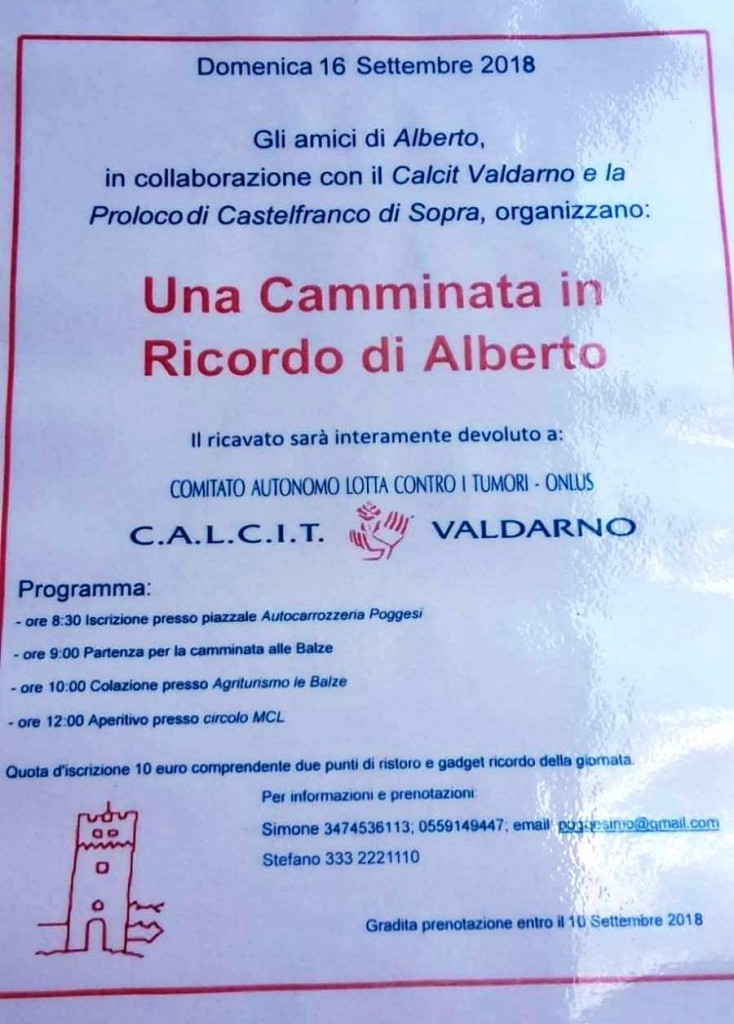 Domenica 16 Settembre 2018
Gli amici di Alberto,
in collaborazione con il Calcit Valdarno e la
Proloco di Castelfranco di Sopra, organizzano:
Una Camminata in
Ricordo di Alberto
Il ricavato sarà interamente devoluto a:
COMITATO AUTONOMO LOTTA CONTRO I TUMORI - ONLUS
C.A.L.C.I.T. VALDARNO
Programma:
- ore 8:30 Iscrizione presso piazzale Autocarrozzeria Poggesi
- ore 9:00 Partenza per la camminata alle Balze
- ore 10:00 Colazione presso Agriturismo le Balze
- ore 12:00 Aperitivo presso circolo MCL
Quota d'iscrizione 10 euro comprendente due punti di ristoro e gadget ricordo della giornata.
Per informazioni e prenotazioni:
Simone 3474536113; 0559149447; email
Stefano 333 2221110
Gradita prenotazione entro il 10 Settembre 2018